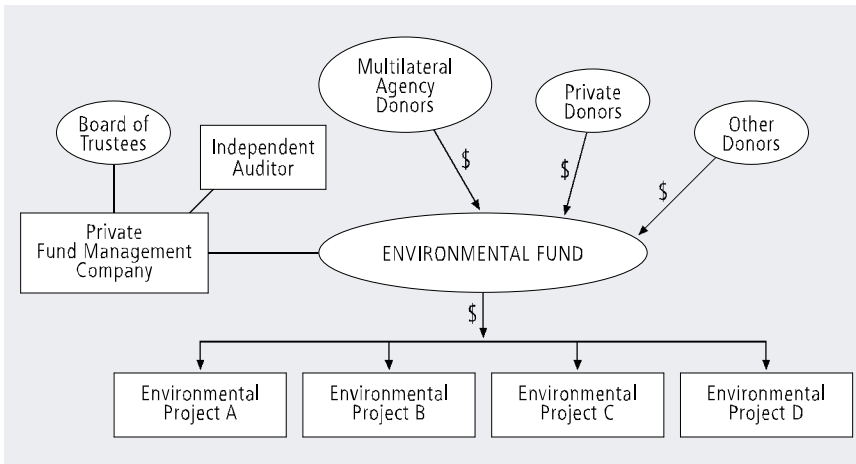 Multilateral
Agency
Donors
Private
Donors
Other
Donors
Board of
Trustees
Independent
Auditor
$
$
$
Private
Fund Management
Company
ENVIRONMENTAL FUND
$
Environmental
Project A
Environmental
Project B
Environmental
Project C
Environmental
Project D